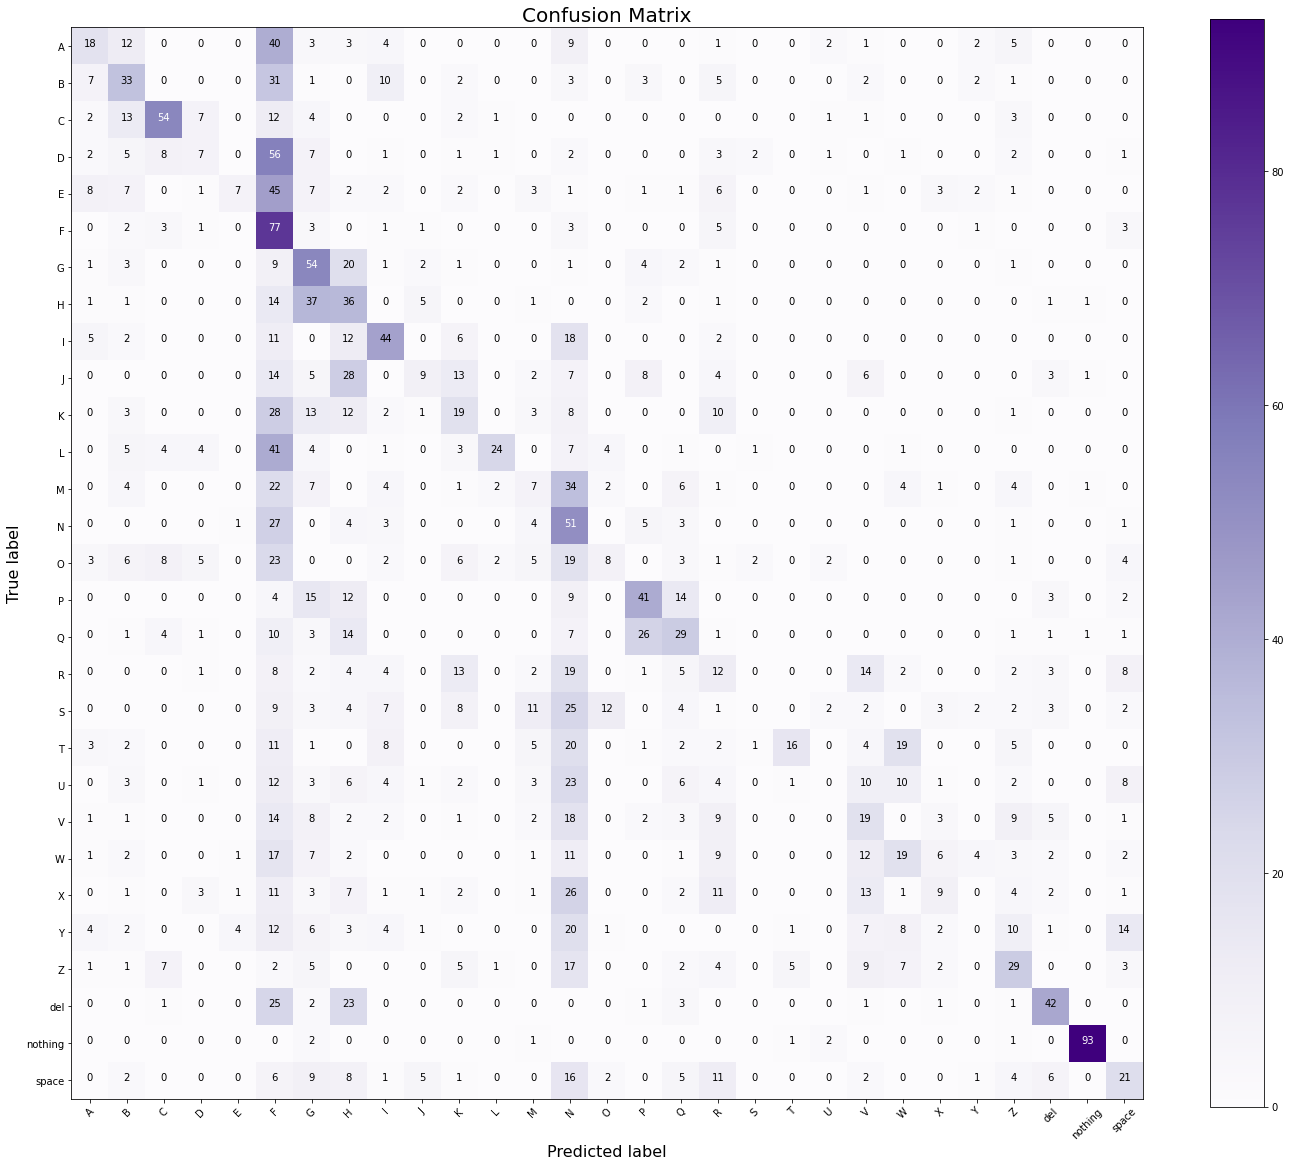 Confusion Matrix
A 18 12 0 0 0 40 3 3 4 0 0 0 0 9 0 0 0 1 0 0 2 1 0 0 2 5 0 0 0
B 7 33 0 0 0 31 1 0 10 0 2 0 0 3 0 3 0 5 0 0 0 2 0 0 2 1 0 0 0
C 2 13 54 7 0 12 4 0 0 0 2 1 0 0 0 0 0 0 0 0 1 1 0 0 0 3 0 0 0
D 2 5 8 7 0 56 7 0 1 0 1 1 0 2 0 0 0 3 2 0 1 0 1 0 0 2 0 0 1
80
E 8 7 0 1 7 45 7 2 2 0 2 0 3 1 0 1 1 6 0 0 0 1 0 3 2 1 0 0 0
F 0 2 3 1 0 77 3 0 1 1 0 0 0 3 0 0 0 5 0 0 0 0 0 0 1 0 0 0 3
G 1 3 0 0 0 9 54 20 1 2 1 0 0 1 0 4 2 1 0 0 0 0 0 0 0 1 0 0 0
H 1 1 0 0 0 14 37 36 0 5 0 0 1 0 0 2 0 1 0 0 0 0 0 0 0 0 1 1 0
I 5 2 0 0 0 11 0 12 44 0 6 0 0 18 0 0 0 2 0 0 0 0 0 0 0 0 0 0 0
J 0 0 0 0 0 14 5 28 0 9 13 0 2 7 0 8 0 4 0 0 0 6 0 0 0 0 3 1 0
60
K 0 3 0 0 0 28 13 12 2 1 19 0 3 8 0 0 0 10 0 0 0 0 0 0 0 1 0 0 0
L 0 5 4 4 0 41 4 0 1 0 3 24 0 7 4 0 1 0 1 0 0 0 1 0 0 0 0 0 0
M 0 4 0 0 0 22 7 0 4 0 1 2 7 34 2 0 6 1 0 0 0 0 4 1 0 4 0 1 0
N 0 0 0 0 1 27 0 4 3 0 0 0 4 51 0 5 3 0 0 0 0 0 0 0 0 1 0 0 1
True label
O 3 6 8 5 0 23 0 0 2 0 6 2 5 19 8 0 3 1 2 0 2 0 0 0 0 1 0 0 4
P 0 0 0 0 0 4 15 12 0 0 0 0 0 9 0 41 14 0 0 0 0 0 0 0 0 0 3 0 2
40
Q 0 1 4 1 0 10 3 14 0 0 0 0 0 7 0 26 29 1 0 0 0 0 0 0 0 1 1 1 1
R 0 0 0 1 0 8 2 4 4 0 13 0 2 19 0 1 5 12 0 0 0 14 2 0 0 2 3 0 8
S 0 0 0 0 0 9 3 4 7 0 8 0 11 25 12 0 4 1 0 0 2 2 0 3 2 2 3 0 2
T 3 2 0 0 0 11 1 0 8 0 0 0 5 20 0 1 2 2 1 16 0 4 19 0 0 5 0 0 0
U 0 3 0 1 0 12 3 6 4 1 2 0 3 23 0 0 6 4 0 1 0 10 10 1 0 2 0 0 8
V 1 1 0 0 0 14 8 2 2 0 1 0 2 18 0 2 3 9 0 0 0 19 0 3 0 9 5 0 1
W 1 2 0 0 1 17 7 2 0 0 0 0 1 11 0 0 1 9 0 0 0 12 19 6 4 3 2 0 2
20
X 0 1 0 3 1 11 3 7 1 1 2 0 1 26 0 0 2 11 0 0 0 13 1 9 0 4 2 0 1
Y 4 2 0 0 4 12 6 3 4 1 0 0 0 20 1 0 0 0 0 1 0 7 8 2 0 10 1 0 14
Z 1 1 7 0 0 2 5 0 0 0 5 1 0 17 0 0 2 4 0 5 0 9 7 2 0 29 0 0 3
del 0 0 1 0 0 25 2 23 0 0 0 0 0 0 0 1 3 0 0 0 0 1 0 1 0 1 42 0 0
nothing 0 0 0 0 0 0 2 0 0 0 0 0 1 0 0 0 0 0 0 1 2 0 0 0 0 1 0 93 0
space 0 2 0 0 0 6 9 8 1 5 1 0 0 16 2 0 5 11 0 0 0 2 0 0 1 4 6 0 21
0
A B C D E F G H I J K L M N O P Q R S T U V W X Y Z del nothing space
Predicted label